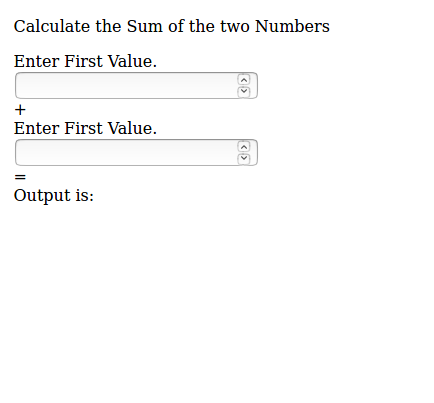 Calculate the Sum of the two Numbers
Enter First Value.
+
Enter First Value.
=
Output is: